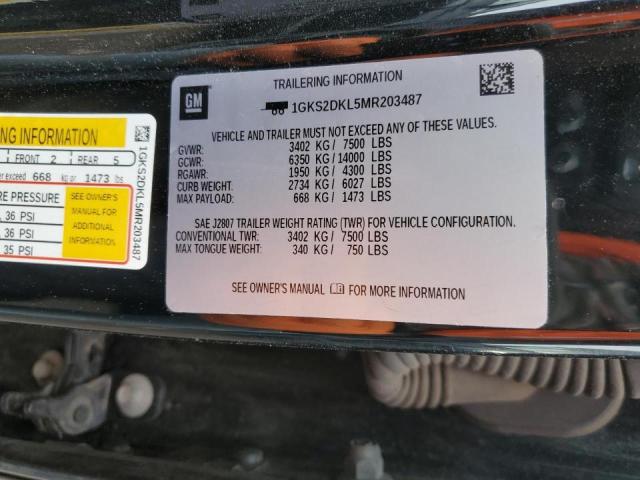 TRAILERING INFORMATION
GM
1GKS2DKL5MR203487
VEHICLE AND TRAILER MUST NOT EXCEED ANY OF THESE VALUES.
GVWR: 3402 KG / 7500 LBS
GCWR: 6350 KG / 14000 LBS
RGAWR: 1950 KG / 4300 LBS
CURB WEIGHT: 2734 KG / 6027 LBS
MAX PAYLOAD: 668 KG / 1473 LBS
SAE J2807 TRAILER WEIGHT RATING (TWR) FOR VEHICLE CONFIGURATION.
CONVENTIONAL TWR: 3402 KG / 7500 LBS
MAX TONGUE WEIGHT: 340 KG / 750 LBS
SEE OWNER'S MANUAL FOR MORE INFORMATION
ING INFORMATION
FRONT 2 REAR 5
exceed 668 kg or 1473 lbs
RE PRESSURE
, 36 PSI
, 36 PSI
, 35 PSI
SEE OWNER'S
MANUAL FOR
ADDITIONAL
INFORMATION
1GKS2DKL5MR203487